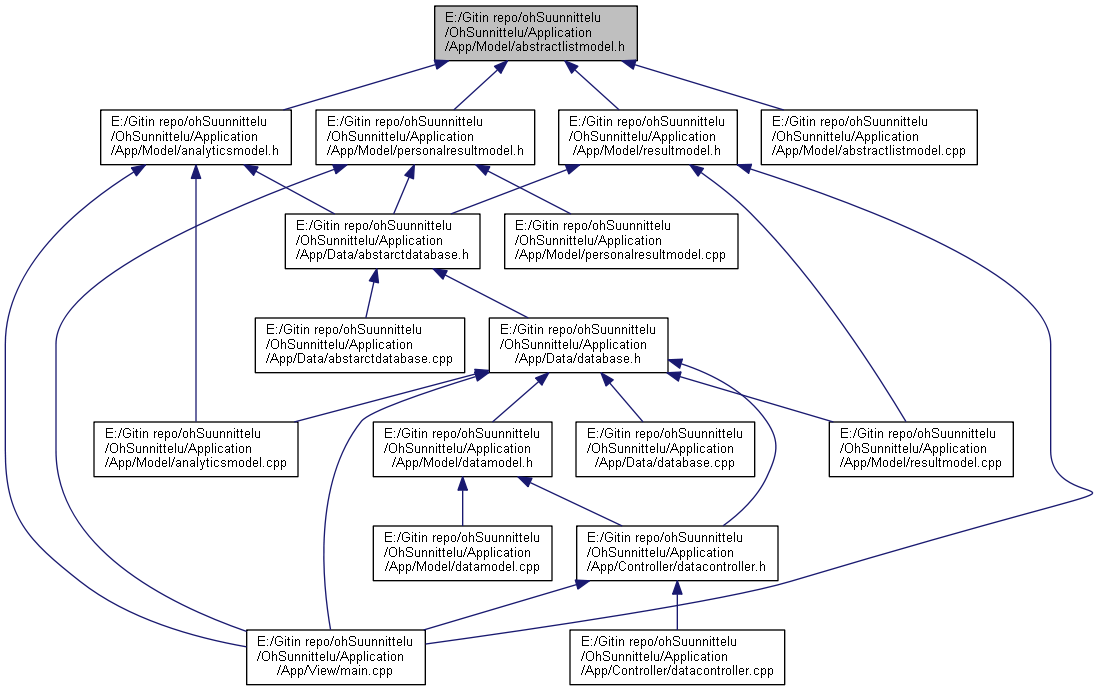 E:/Gitin repo/ohSuunnittelu
/OhSunnittelu/Application
/App/Model/abstractlistmodel.h
E:/Gitin repo/ohSuunnittelu
/OhSunnittelu/Application
/App/Model/analyticsmodel.h
E:/Gitin repo/ohSuunnittelu
/OhSunnittelu/Application
/App/Model/personalresultmodel.h
E:/Gitin repo/ohSuunnittelu
/OhSunnittelu/Application
/App/Model/resultmodel.h
E:/Gitin repo/ohSuunnittelu
/OhSunnittelu/Application
/App/Model/abstractlistmodel.cpp
E:/Gitin repo/ohSuunnittelu
/OhSunnittelu/Application
/App/Data/abstarctdatabase.h
E:/Gitin repo/ohSuunnittelu
/OhSunnittelu/Application
/App/Model/personalresultmodel.cpp
E:/Gitin repo/ohSuunnittelu
/OhSunnittelu/Application
/App/Data/abstarctdatabase.cpp
E:/Gitin repo/ohSuunnittelu
/OhSunnittelu/Application
/App/Data/database.h
E:/Gitin repo/ohSuunnittelu
/OhSunnittelu/Application
/App/Model/analyticsmodel.cpp
E:/Gitin repo/ohSuunnittelu
/OhSunnittelu/Application
/App/Model/datamodel.h
E:/Gitin repo/ohSuunnittelu
/OhSunnittelu/Application
/App/Data/database.cpp
E:/Gitin repo/ohSuunnittelu
/OhSunnittelu/Application
/App/Model/resultmodel.cpp
E:/Gitin repo/ohSuunnittelu
/OhSunnittelu/Application
/App/Model/datamodel.cpp
E:/Gitin repo/ohSuunnittelu
/OhSunnittelu/Application
/App/Controller/datacontroller.h
E:/Gitin repo/ohSuunnittelu
/OhSunnittelu/Application
/App/View/main.cpp
E:/Gitin repo/ohSuunnittelu
/OhSunnittelu/Application
/App/Controller/datacontroller.cpp